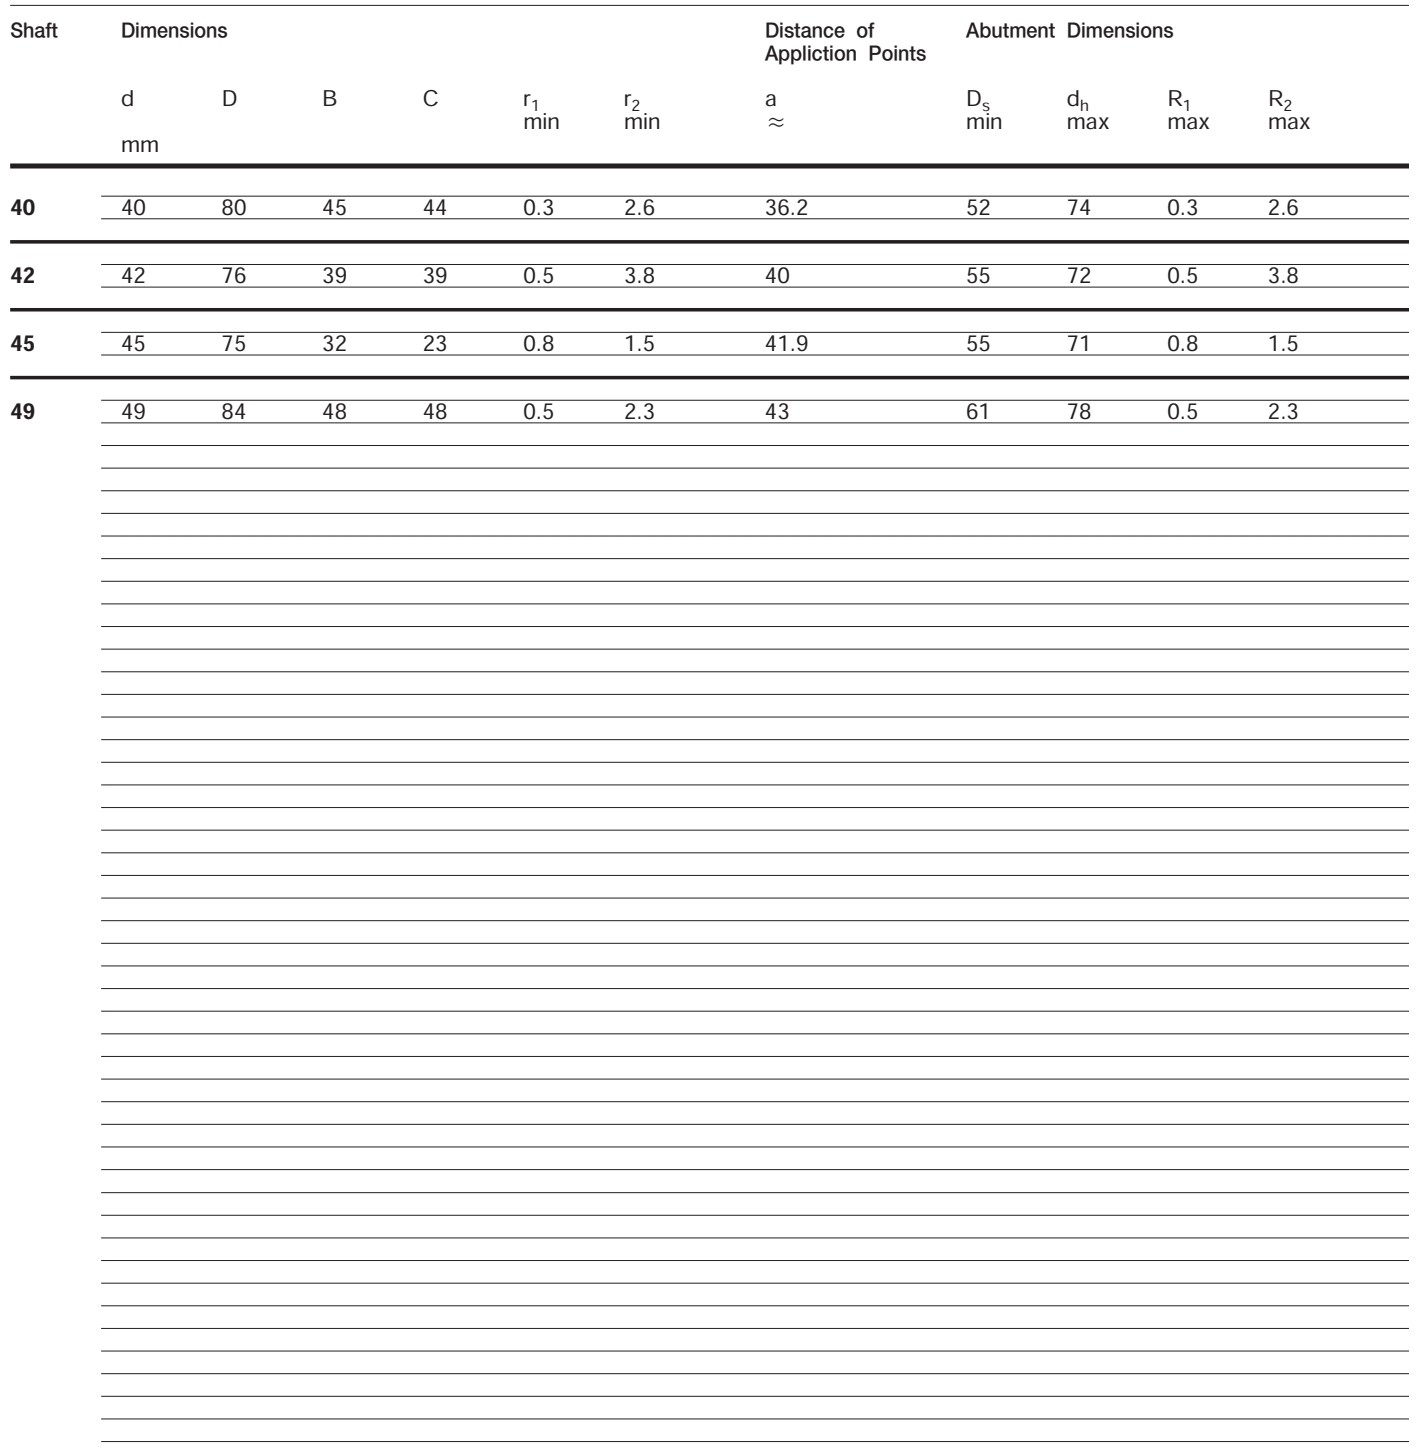 Shaft Dimensions Distance of Abutment Dimensions
Appliction Points
d D B C r₁ r₂ a Dₛ dₕ R₁ R₂
min min ≈ min max max max
mm
40 40 80 45 44 0.3 2.6 36.2 52 74 0.3 2.6
42 42 76 39 39 0.5 3.8 40 55 72 0.5 3.8
45 45 75 32 23 0.8 1.5 41.9 55 71 0.8 1.5
49 49 84 48 48 0.5 2.3 43 61 78 0.5 2.3